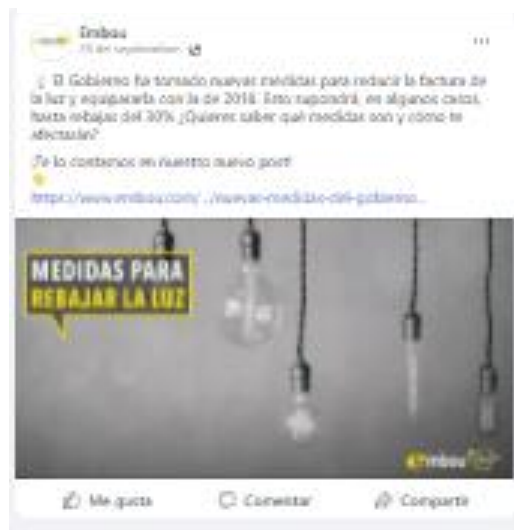 Embou
¿ El Gobierno ha tomado nuevas medidas para reducir la factura de
la luz y equipararla con la de 2018. Esto supondrá, en algunos casos,
hasta rebajas del 30% ¿Quieres saber qué medidas son y cómo te
afectarán?
¡Te lo contamos en nuestro nuevo post!
https://www.embou.com/.../nuevas-medidas-del-gobierno...
MEDIDAS PARA
REBAJAR LA LUZ
embou
Me gusta Comentar Compartir